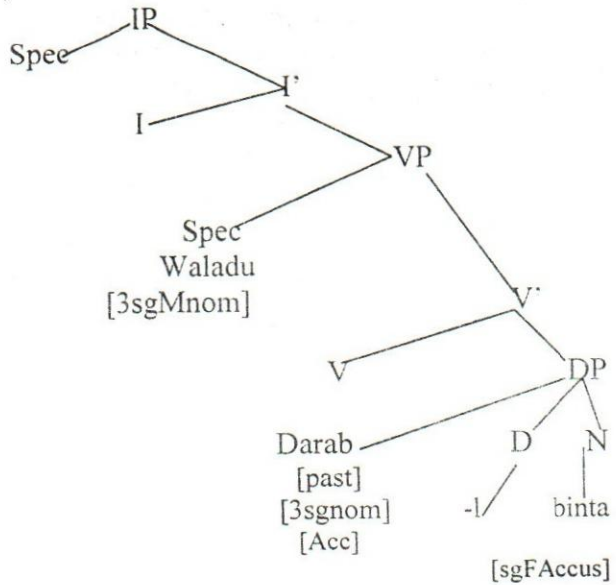 IP
Spec
I'
I
VP
Spec
Waladu
[3sgMnom]
V'
V
DP
Darab
D
N
[past]
[3sgnom]
-l
binta
[Acc]
[sgFAccus]